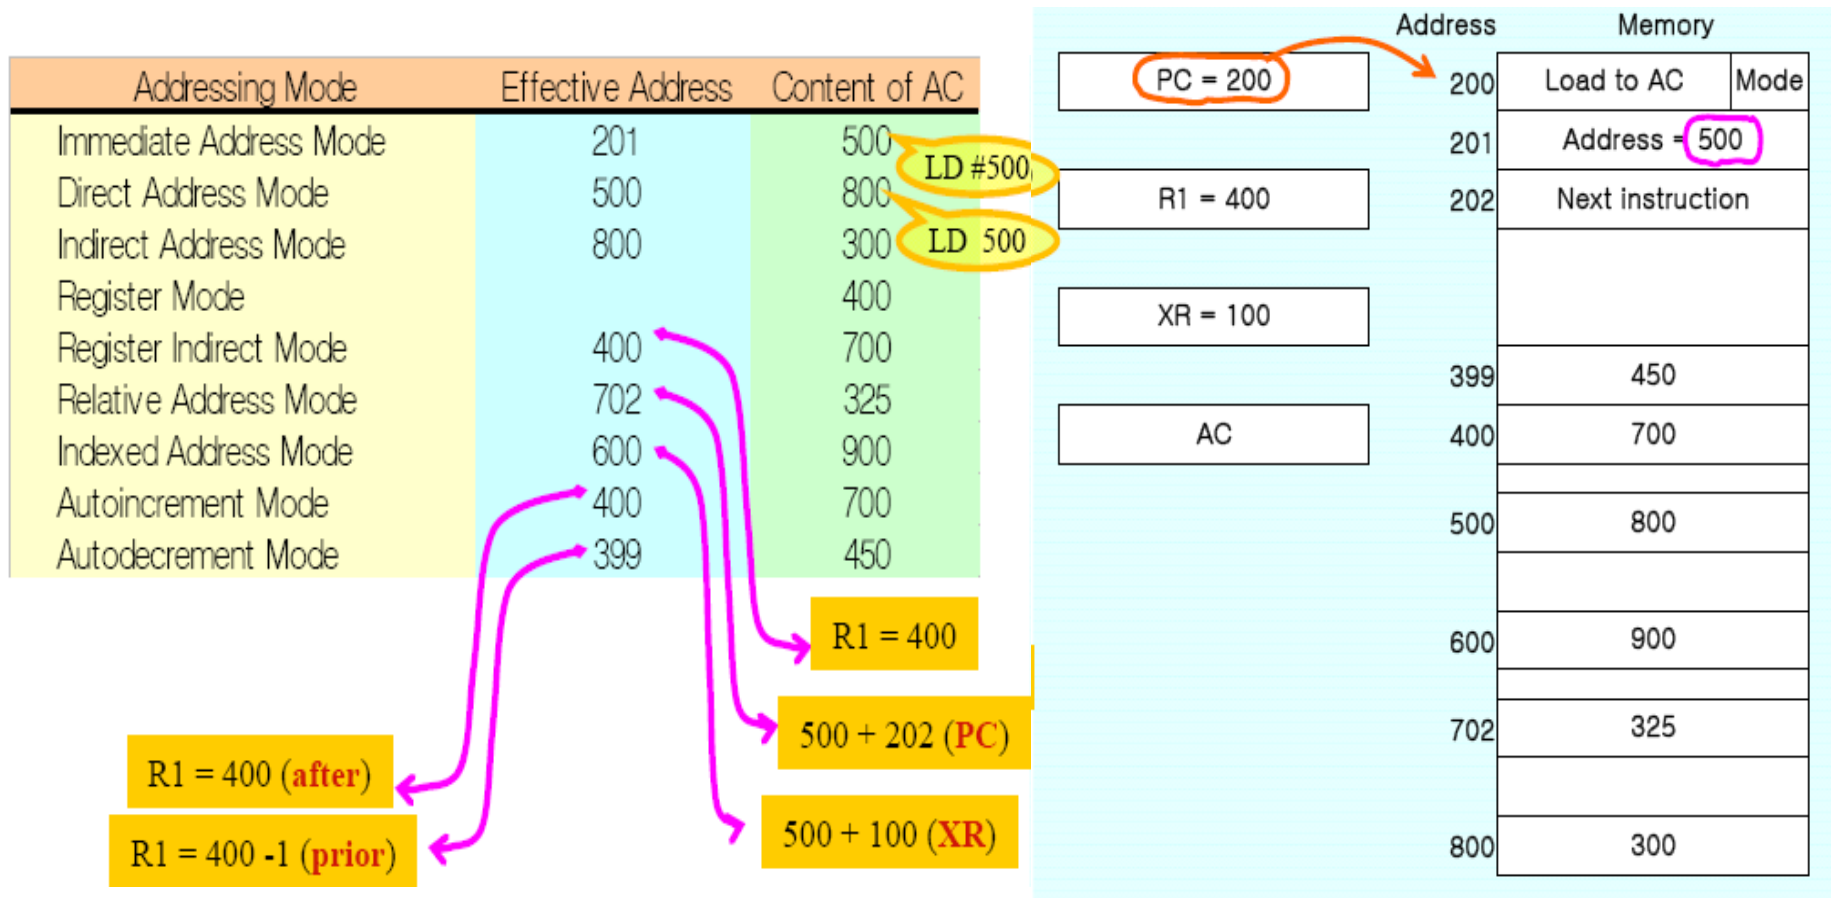 Addressing Mode Effective Address Content of AC
Immediate Address Mode 201 500
Direct Address Mode 500 800
Indirect Address Mode 800 300
Register Mode 400
Register Indirect Mode 400 700
Relative Address Mode 702 325
Indexed Address Mode 600 900
Autoincrement Mode 400 700
Autodecrement Mode 399 450
LD #500
LD 500
R1 = 400
500 + 202 (PC)
500 + 100 (XR)
R1 = 400 (after)
R1 = 400 -1 (prior)
Address Memory
PC = 200
200 Load to AC Mode
201 Address = 500
R1 = 400
202 Next instruction
XR = 100
399 450
AC
400 700
500 800
600 900
702 325
800 300